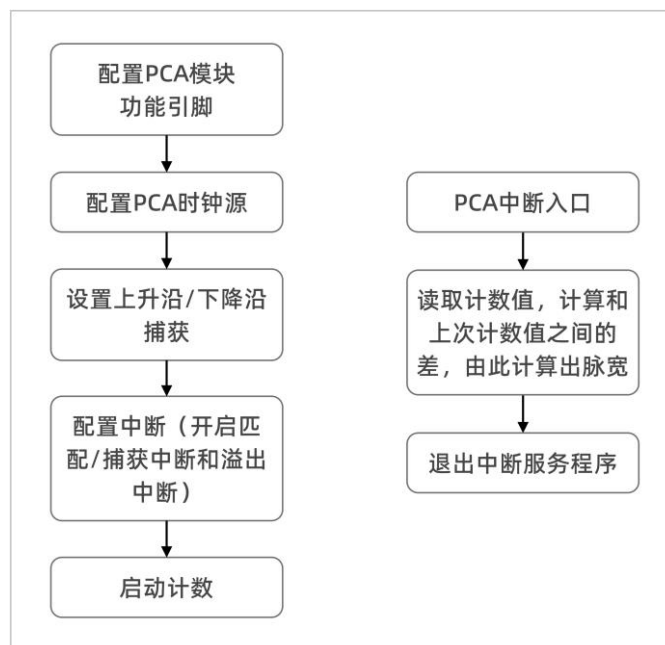 配置PCA模块
功能引脚
配置PCA时钟源
设置上升沿/下降沿
捕获
配置中断（开启匹
配/捕获中断和溢出
中断）
启动计数
PCA中断入口
读取计数值，计算和
上次计数值之间的
差，由此计算出脉宽
退出中断服务程序